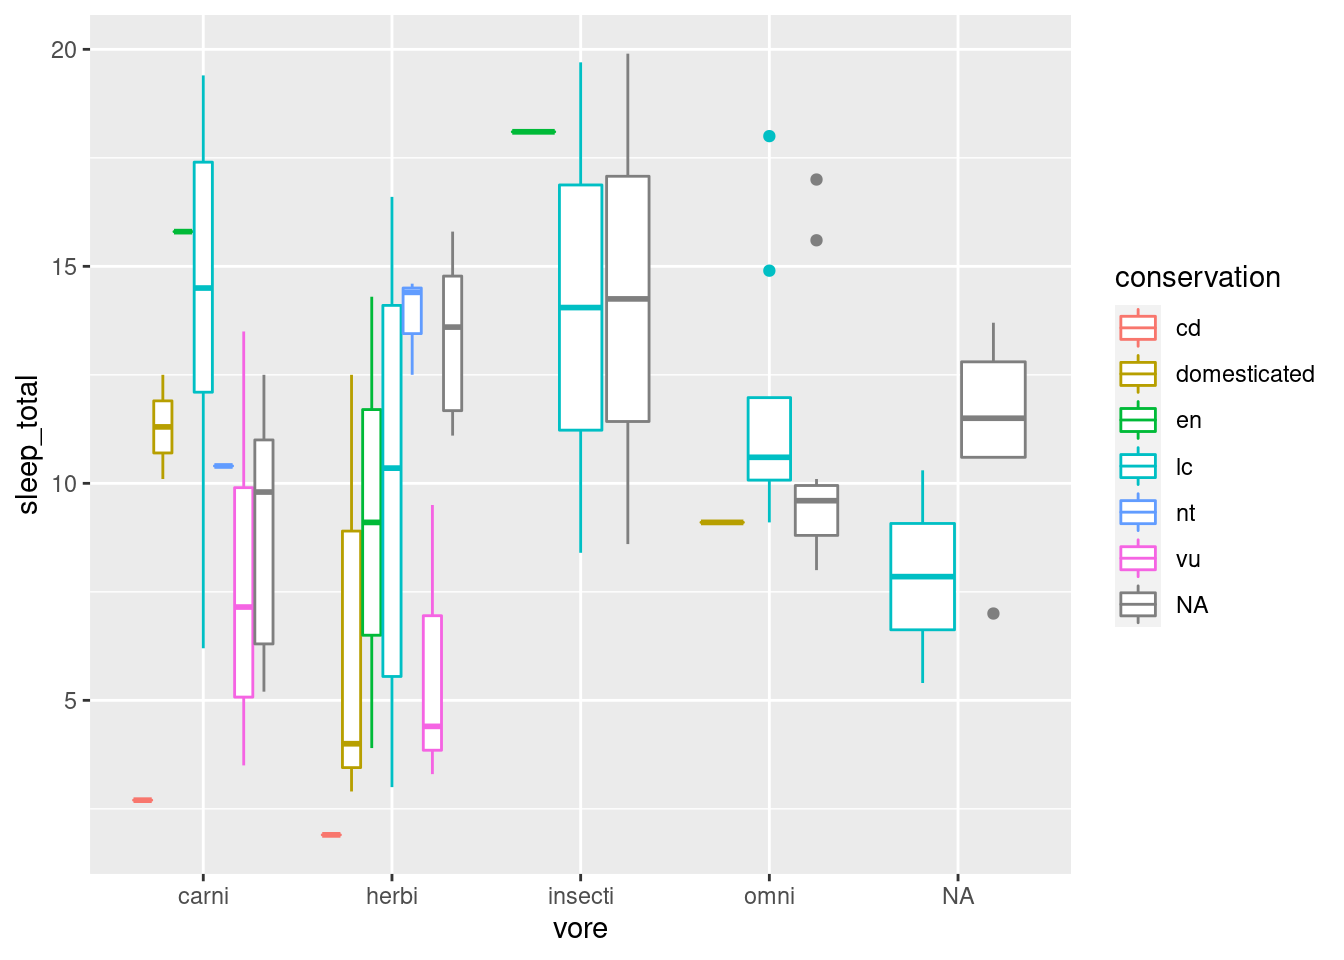 20
15
10
5
sleep_total
carni
herbi
insecti
omni
NA
vore
conservation
cd
domesticated
en
lc
nt
vu
NA